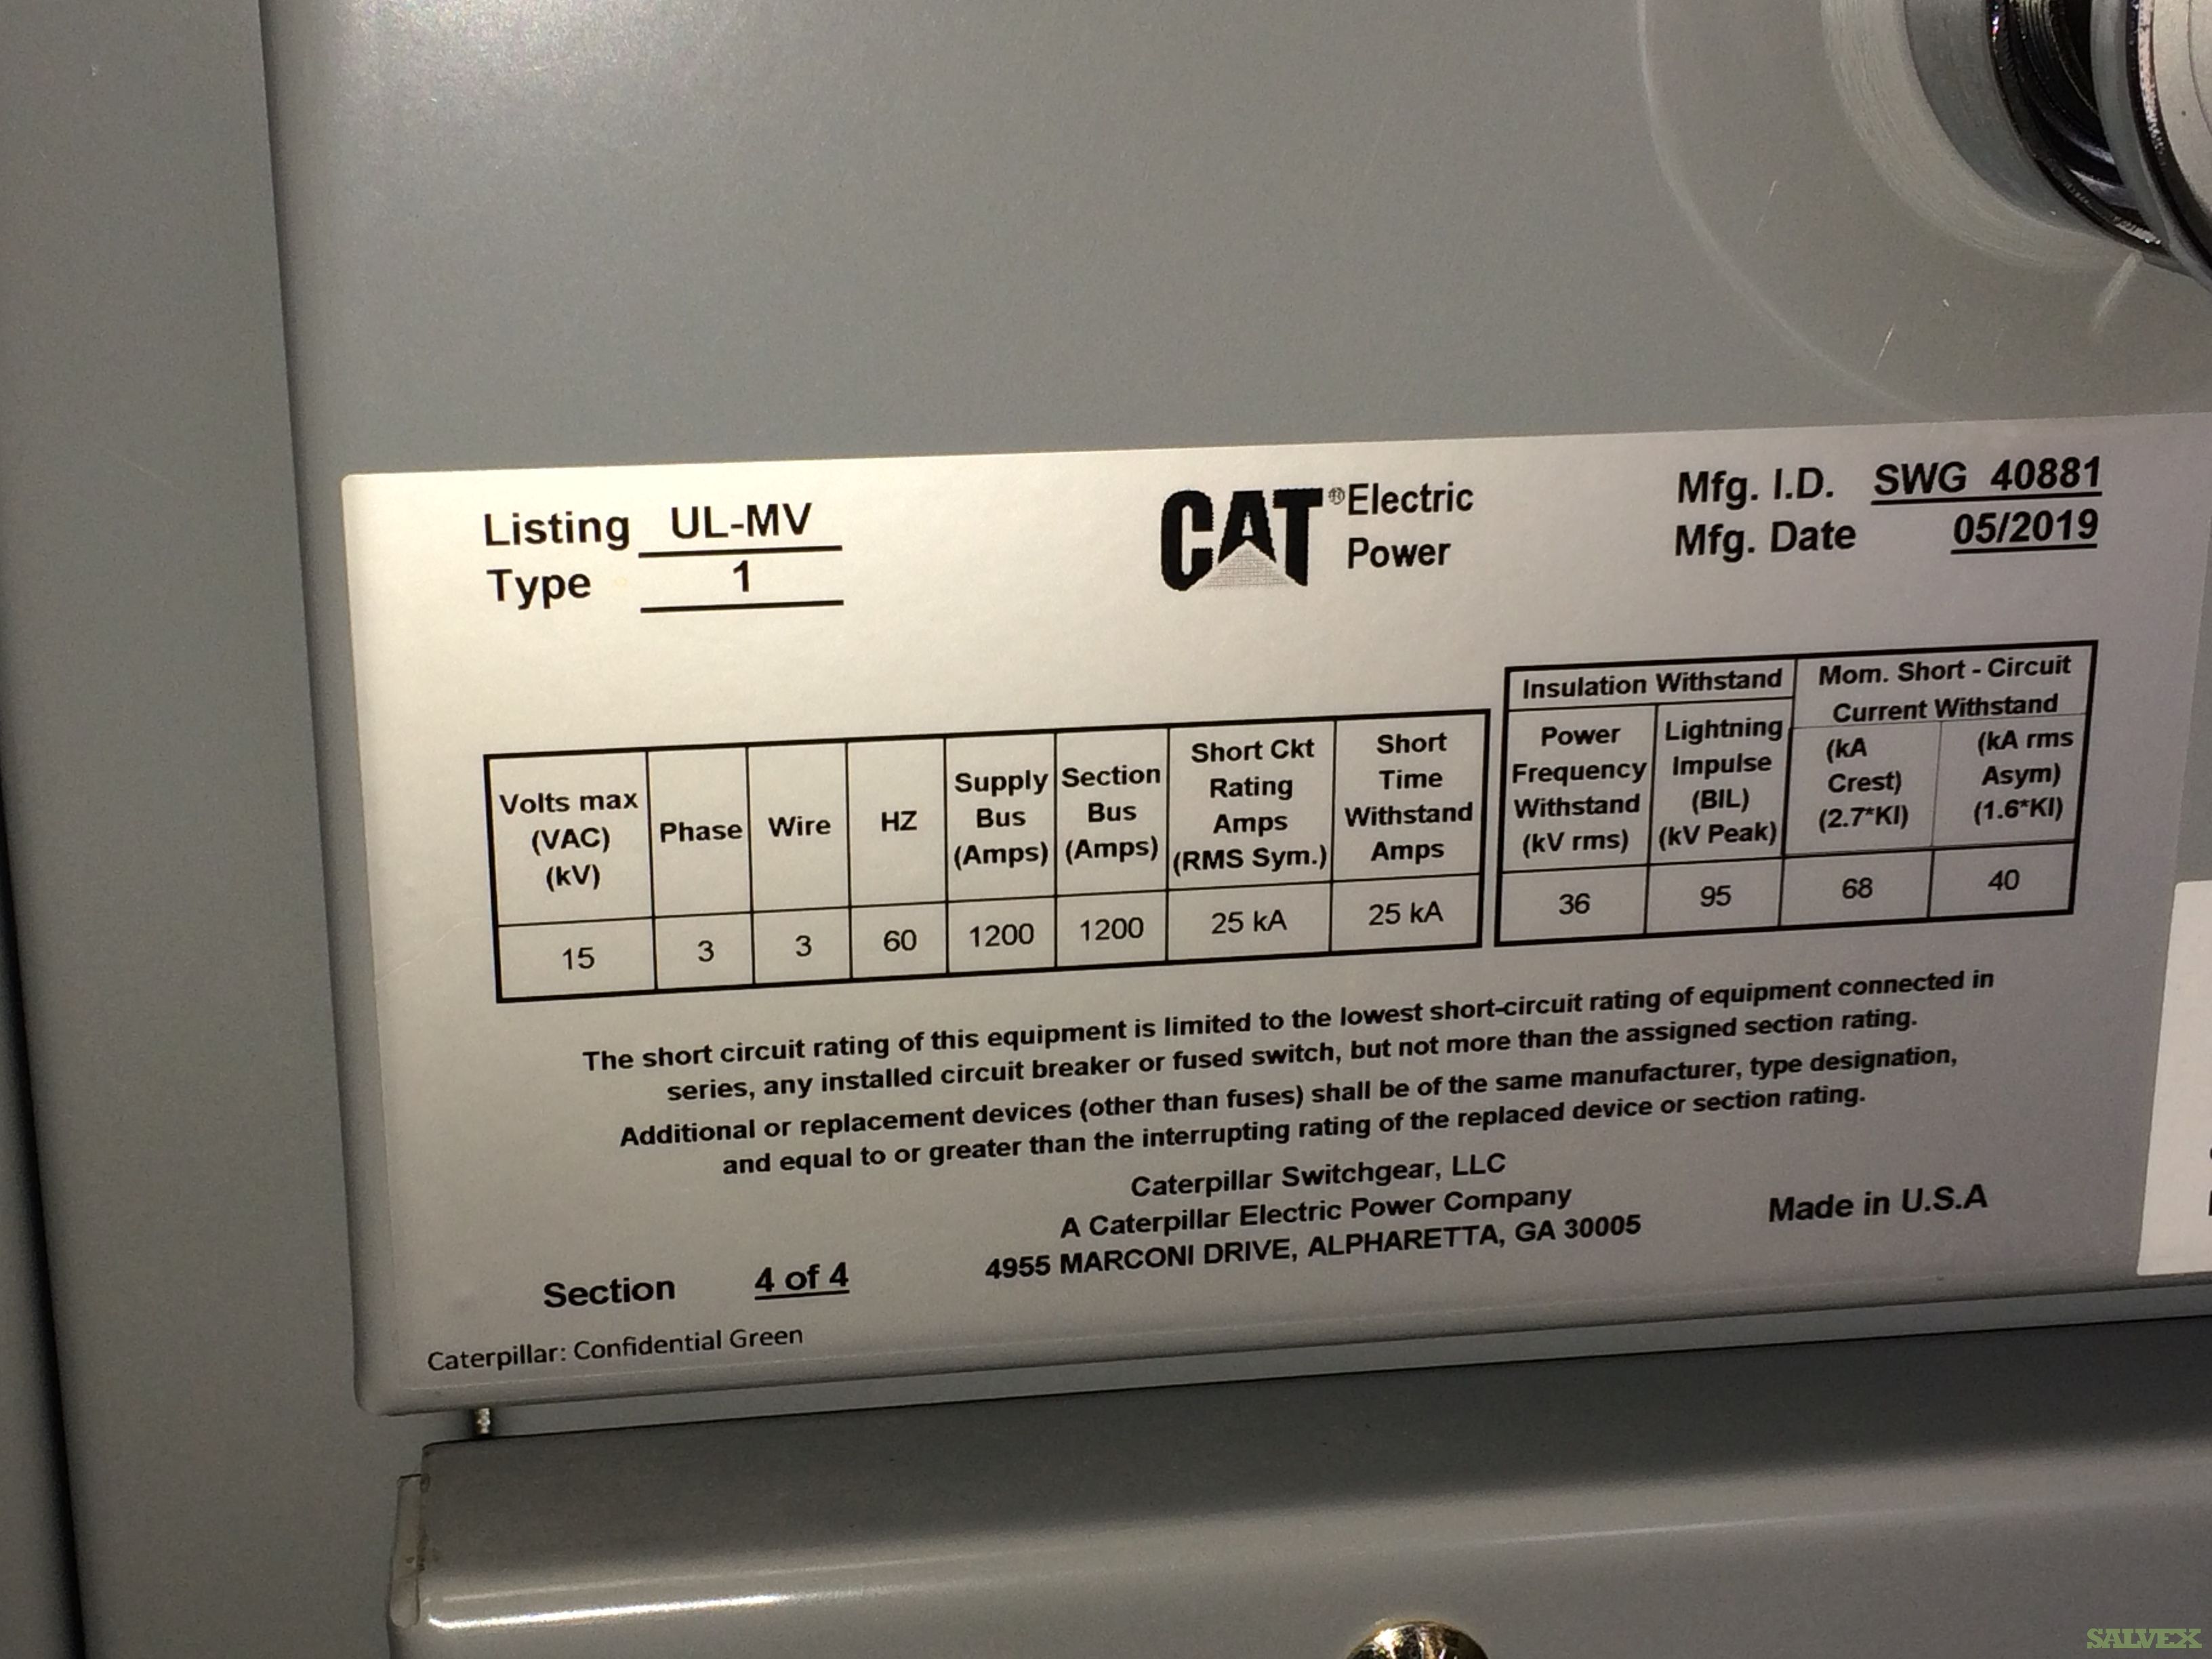 Listing UL-MV
Type 1
CAT® Electric
Power
Mfg. I.D. SWG 40881
Mfg. Date 05/2019
Volts max
(VAC)
(kV)
Phase
Wire
HZ
Supply
Bus
(Amps)
Section
Bus
(Amps)
Short Ckt
Rating
Amps
(RMS Sym.)
Short
Time
Withstand
Amps
15 3 3 60 1200 1200 25 kA 25 kA
Insulation Withstand
Power
Frequency
Withstand
(kV rms)
Lightning
Impulse
(BIL)
(kV Peak)
Mom. Short - Circuit
Current Withstand
(kA
Crest)
(2.7*KI)
(kA rms
Asym)
(1.6*KI)
36 95 68 40
The short circuit rating of this equipment is limited to the lowest short-circuit rating of equipment connected in
series, any installed circuit breaker or fused switch, but not more than the assigned section rating.
Additional or replacement devices (other than fuses) shall be of the same manufacturer, type designation,
and equal to or greater than the interrupting rating of the replaced device or section rating.
Caterpillar Switchgear, LLC
A Caterpillar Electric Power Company
4955 MARCONI DRIVE, ALPHARETTA, GA 30005
Made in U.S.A
Section 4 of 4
Caterpillar: Confidential Green
SALVEX